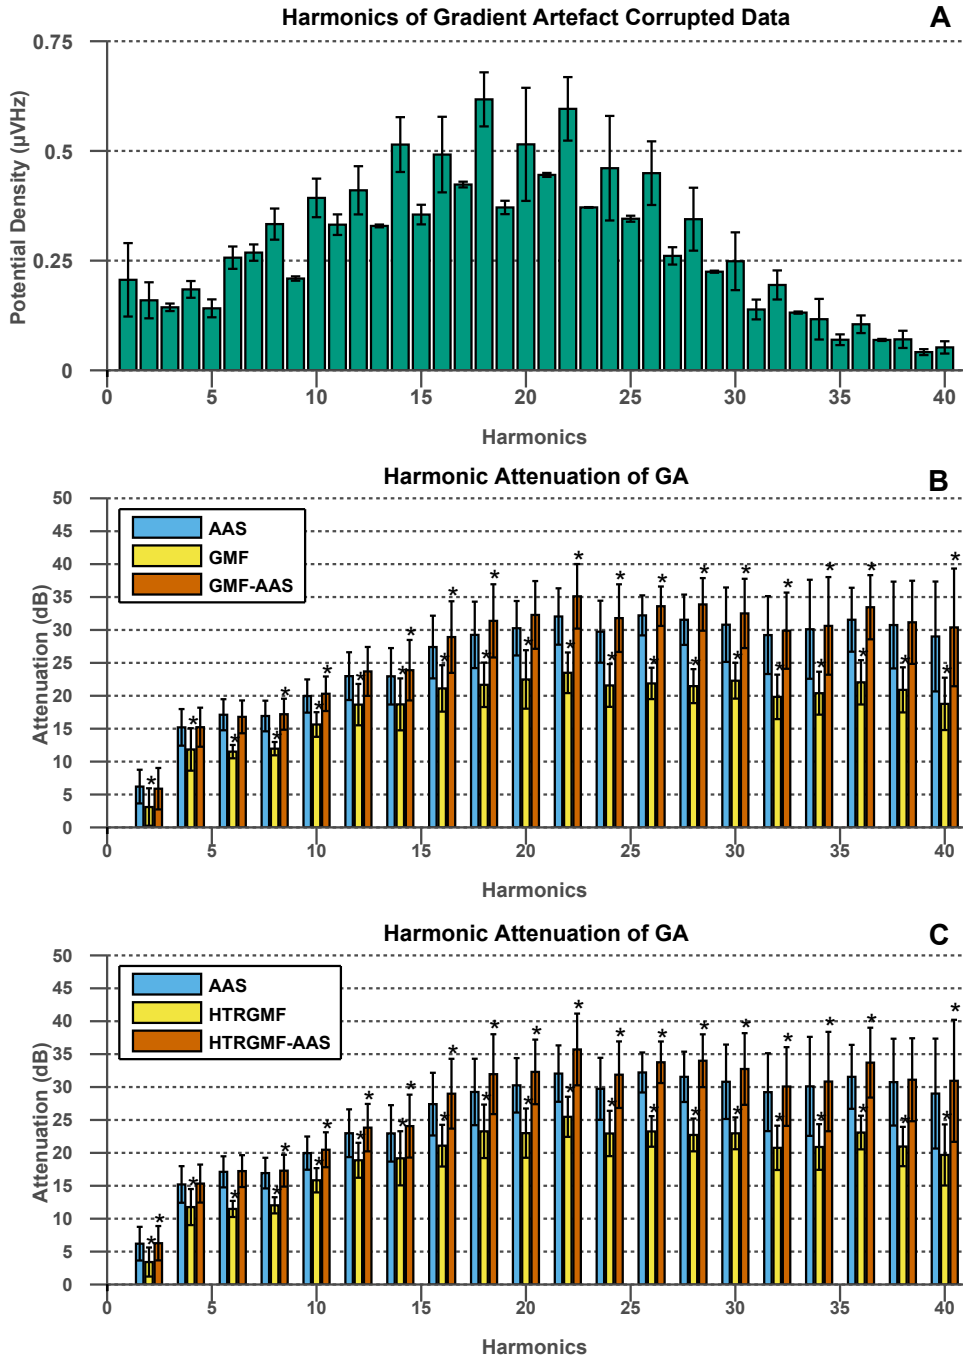 Harmonics of Gradient Artefact Corrupted Data
A
0.75
0.5
0.25
0
Potential Density (µVHz)
0 5 10 15 20 25 30 35 40
Harmonics
Harmonic Attenuation of GA
B
50
45
40
35
30
25
20
15
10
5
0
Attenuation (dB)
AAS
GMF
GMF-AAS
0 5 10 15 20 25 30 35 40
Harmonics
Harmonic Attenuation of GA
C
50
45
40
35
30
25
20
15
10
5
0
Attenuation (dB)
AAS
HTRGMF
HTRGMF-AAS
0 5 10 15 20 25 30 35 40
Harmonics